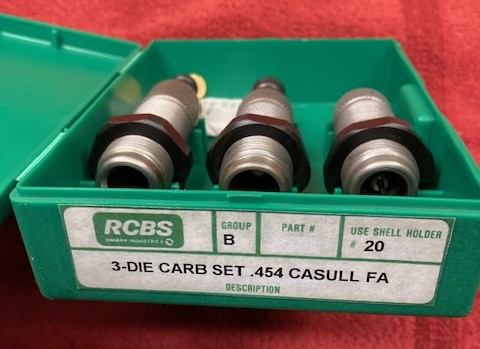 RCBS
OMARK INDUSTRIES
GROUP
B
PART #
USE SHELL HOLDER
# 20
3-DIE CARB SET .454 CASULL FA
DESCRIPTION